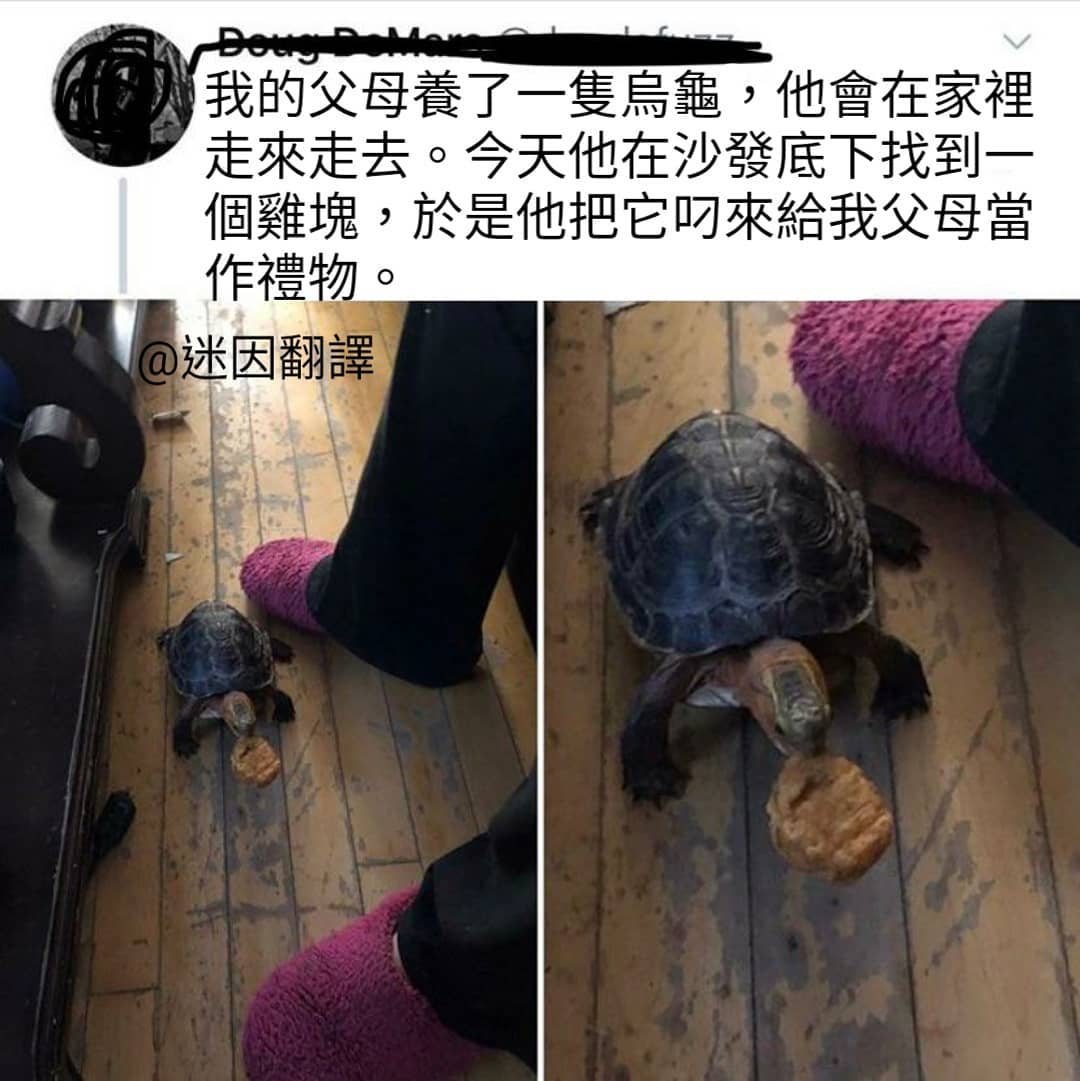 我的父母養了一隻烏龜，他會在家裡
走來走去。今天他在沙發底下找到一
個雞塊，於是他把它叼來給我父母當
作禮物。
@迷因翻譯